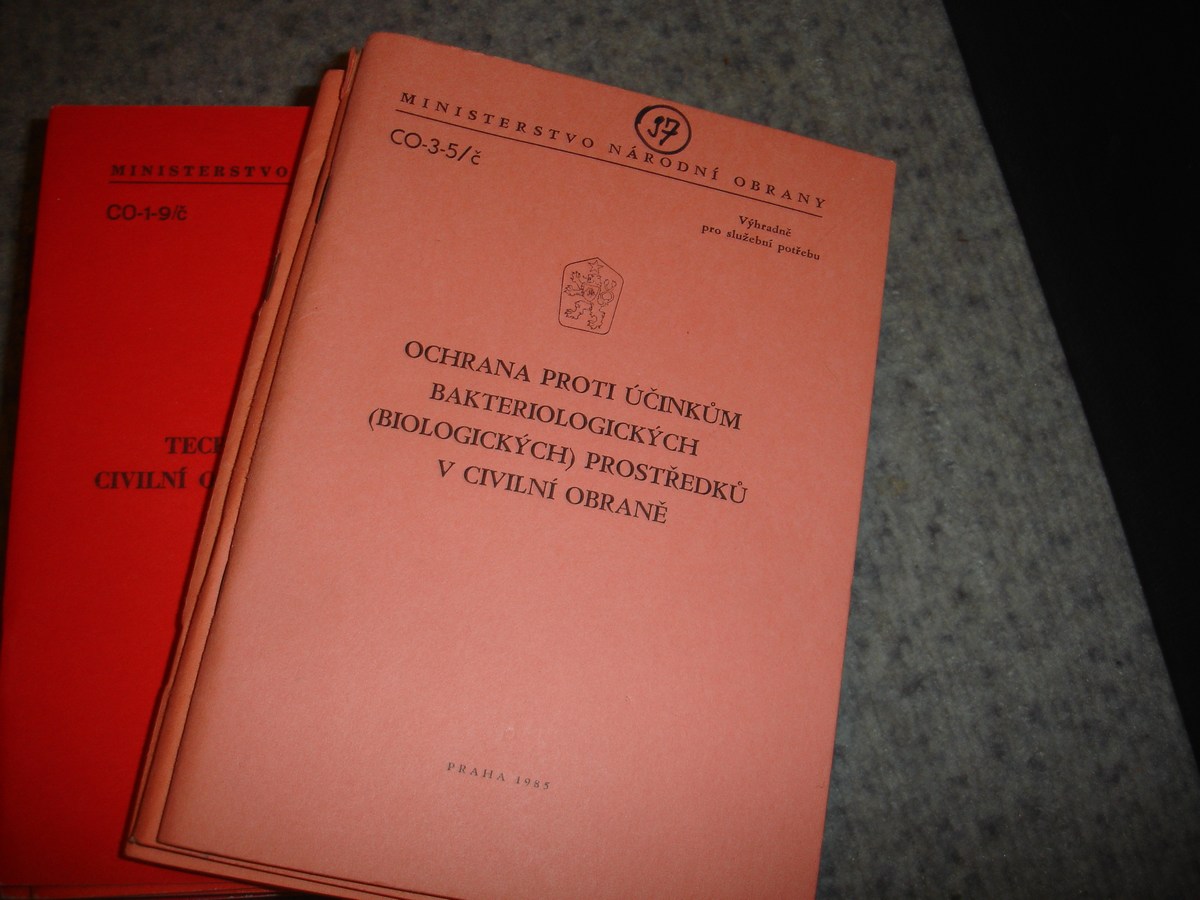 MINISTERSTVO
CO-1-9/č
CIVILNÍ
MINISTERSTVO NÁRODNÍ OBRANY
37
CO-3-5/č
Výhradně
pro služební potřebu
OCHRANA PROTI ÚČINKŮM
BAKTERIOLOGICKÝCH
(BIOLOGICKÝCH) PROSTŘEDKŮ
V CIVILNÍ OBRANĚ
PRAHA 1985